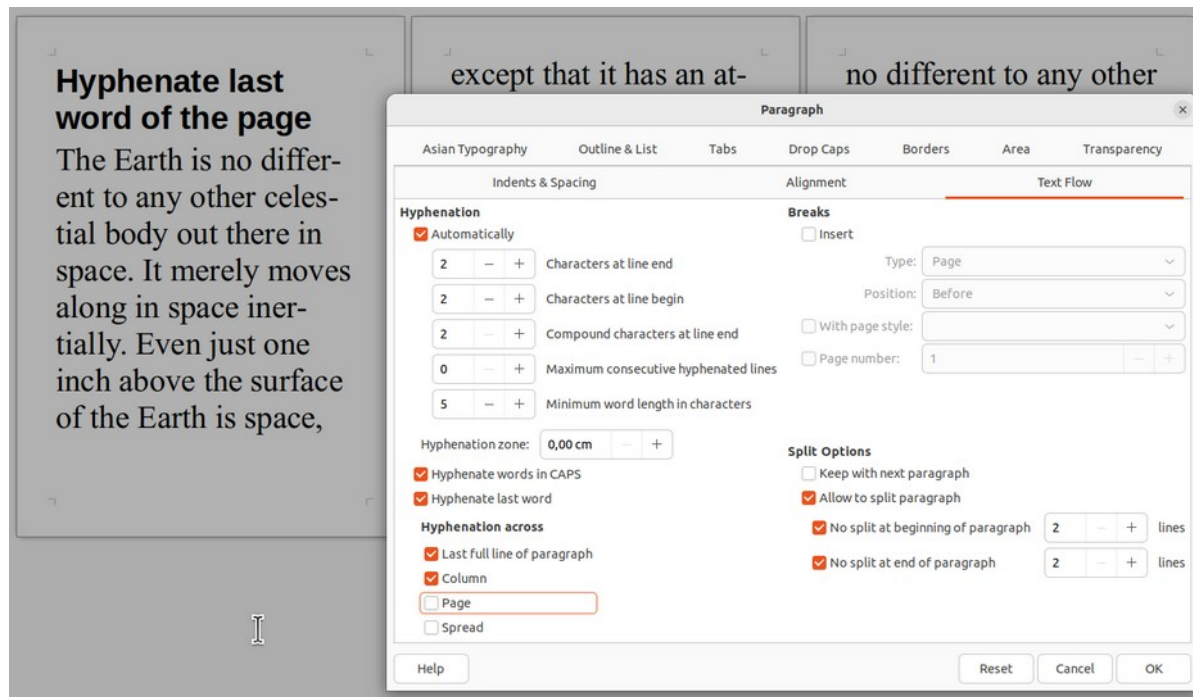 Hyphenate last
word of the page
The Earth is no differ-
ent to any other celes-
tial body out there in
space. It merely moves
along in space iner-
tially. Even just one
inch above the surface
of the Earth is space,
except that it has an at-
no different to any other
Paragraph
Asian Typography
Outline & List
Tabs
Drop Caps
Borders
Area
Transparency
Indents & Spacing
Alignment
Text Flow
Hyphenation
Automatically
2 Characters at line end
2 Characters at line begin
2 Compound characters at line end
0 Maximum consecutive hyphenated lines
5 Minimum word length in characters
Hyphenation zone: 0,00 cm
Hyphenate words in CAPS
Hyphenate last word
Hyphenation across
Last full line of paragraph
Column
Page
Spread
Breaks
Insert
Type: Page
Position: Before
With page style:
Page number: 1
Split Options
Keep with next paragraph
Allow to split paragraph
No split at beginning of paragraph 2 lines
No split at end of paragraph 2 lines
Help
Reset
Cancel
OK